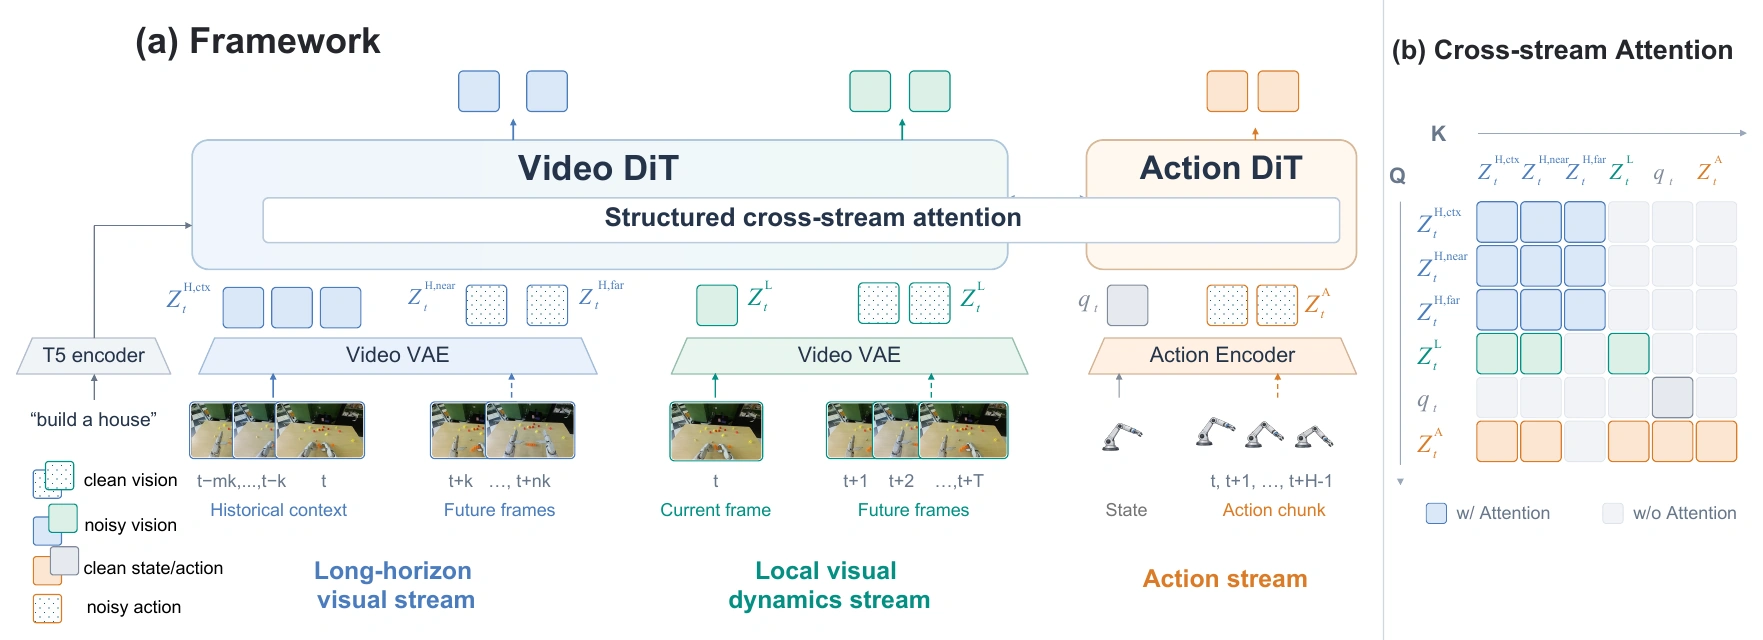 (a) Framework
Video DiT
Action DiT
Structured cross-stream attention
Z_t^{H,ctx}
Z_t^{H,near}
Z_t^{H,far}
Z_t^L
Z_t^L
q_t
Z_t^A
T5 encoder
Video VAE
Video VAE
Action Encoder
“build a house”
t−mk,...,t−k t
t+k ..., t+nk
t
t+1 t+2 ...,t+T
t, t+1, ..., t+H-1
Historical context
Future frames
Current frame
Future frames
State
Action chunk
clean vision
noisy vision
clean state/action
noisy action
Long-horizon
visual stream
Local visual
dynamics stream
Action stream
(b) Cross-stream Attention
K
Q
Z_t^{H,ctx} Z_t^{H,near} Z_t^{H,far} Z_t^L q_t Z_t^A
Z_t^{H,ctx}
Z_t^{H,near}
Z_t^{H,far}
Z_t^L
q_t
Z_t^A
w/ Attention
w/o Attention